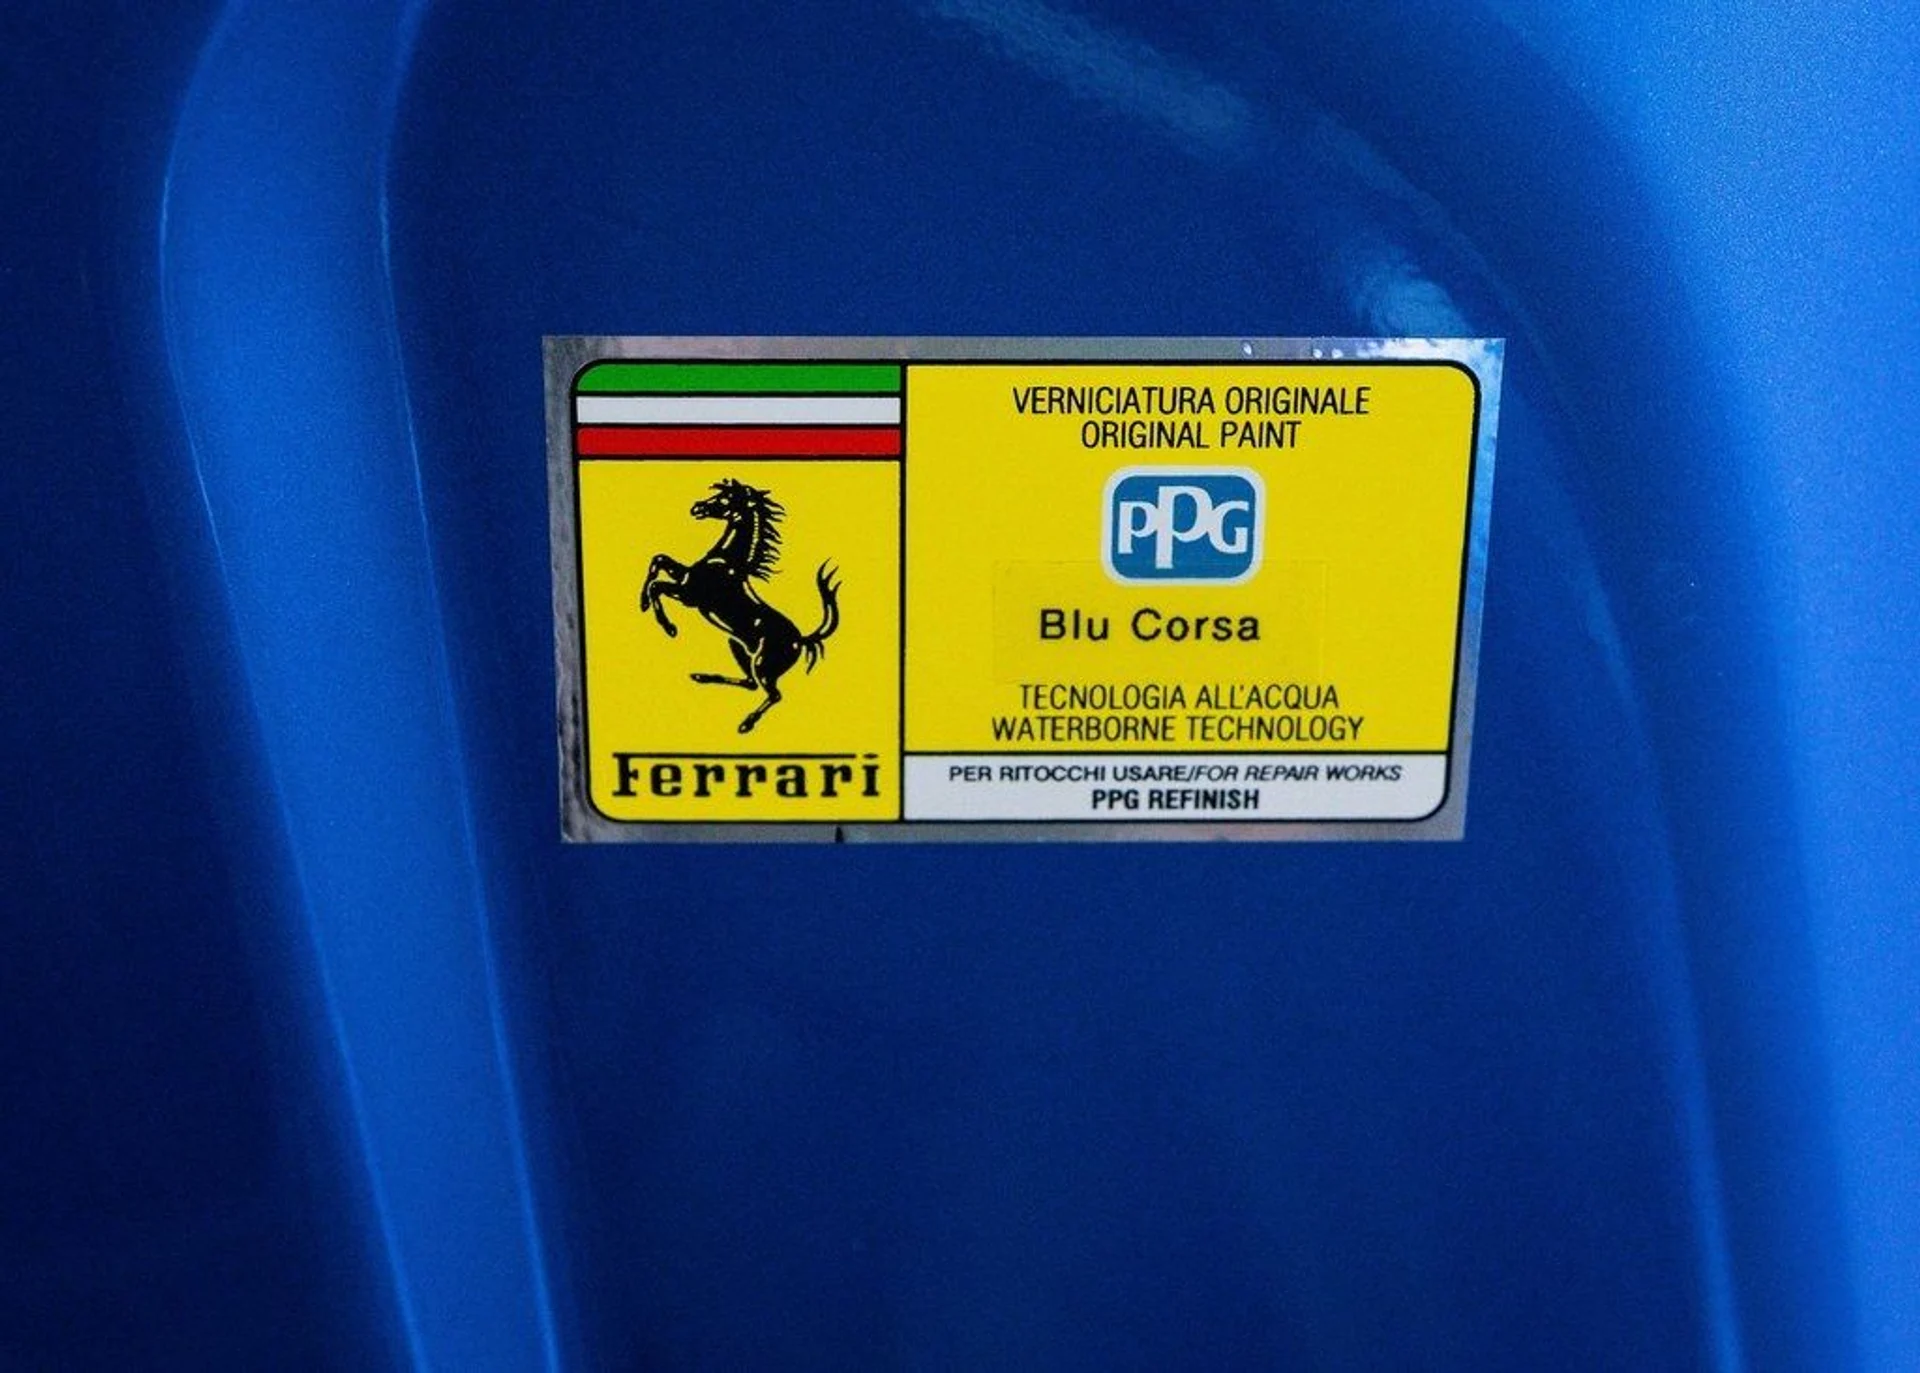 Ferrari
VERNICIATURA ORIGINALE
ORIGINAL PAINT
PPG
Blu Corsa
TECNOLOGIA ALL'ACQUA
WATERBORNE TECHNOLOGY
PER RITOCCHI USARE/FOR REPAIR WORKS
PPG REFINISH